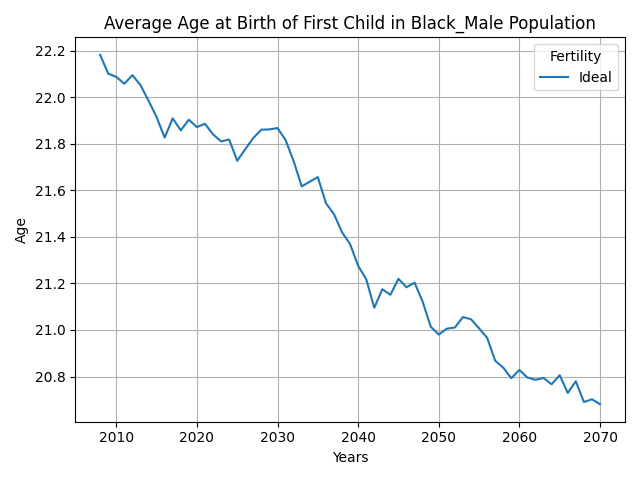 Average Age at Birth of First Child in Black_Male Population
Fertility
Ideal
22.2
22.0
21.8
21.6
21.4
21.2
21.0
20.8
Age
2010 2020 2030 2040 2050 2060 2070
Years